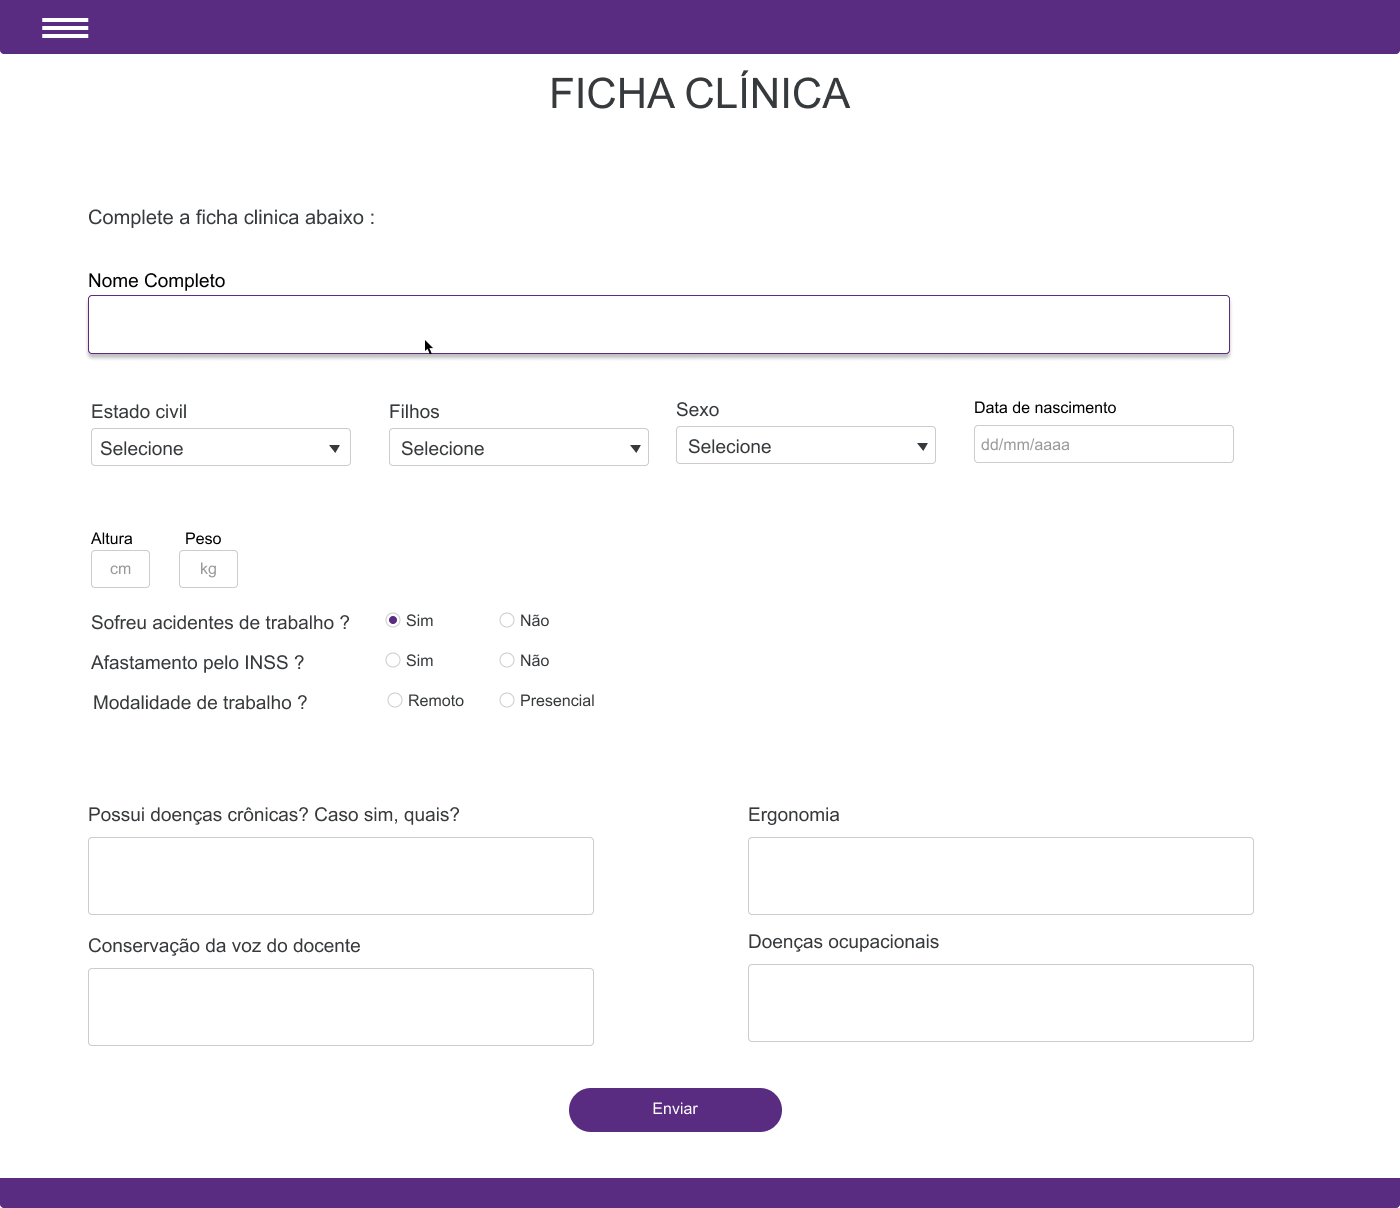 FICHA CLÍNICA
Complete a ficha clinica abaixo :
Nome Completo
Estado civil
Filhos
Sexo
Data de nascimento
Selecione
Selecione
Selecione
dd/mm/aaaa
Altura
Peso
cm
kg
Sofreu acidentes de trabalho ? Sim Não
Afastamento pelo INSS ? Sim Não
Modalidade de trabalho ? Remoto Presencial
Possui doenças crônicas? Caso sim, quais?
Ergonomia
Conservação da voz do docente
Doenças ocupacionais
Enviar